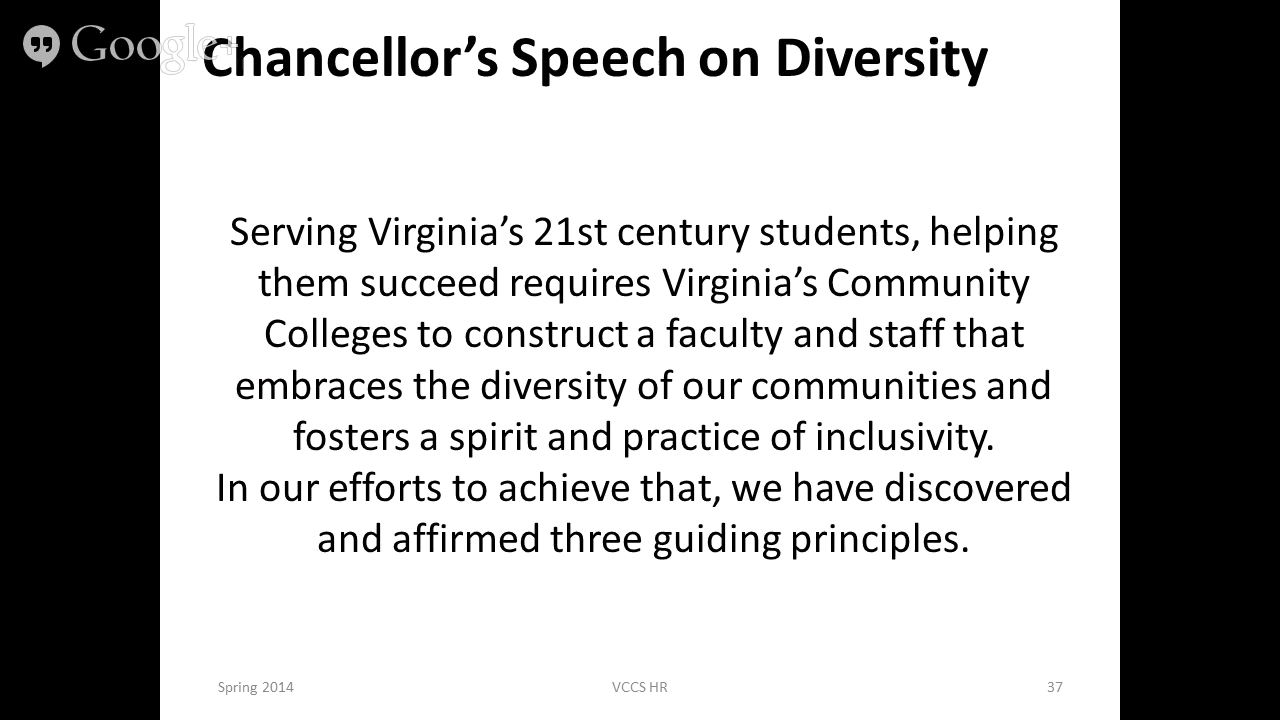 Google+
Chancellor’s Speech on Diversity
Serving Virginia’s 21st century students, helping
them succeed requires Virginia’s Community
Colleges to construct a faculty and staff that
embraces the diversity of our communities and
fosters a spirit and practice of inclusivity.
In our efforts to achieve that, we have discovered
and affirmed three guiding principles.
Spring 2014 VCCS HR 37